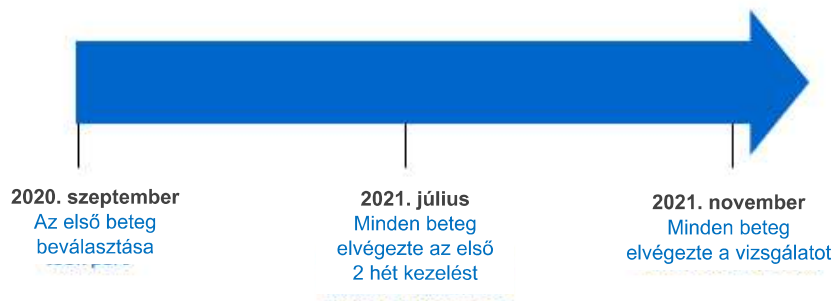 2020. szeptember
Az első beteg
beválasztása
2021. július
Minden beteg
elvégezte az első
2 hét kezelést
2021. november
Minden beteg
elvégezte a vizsgálatot